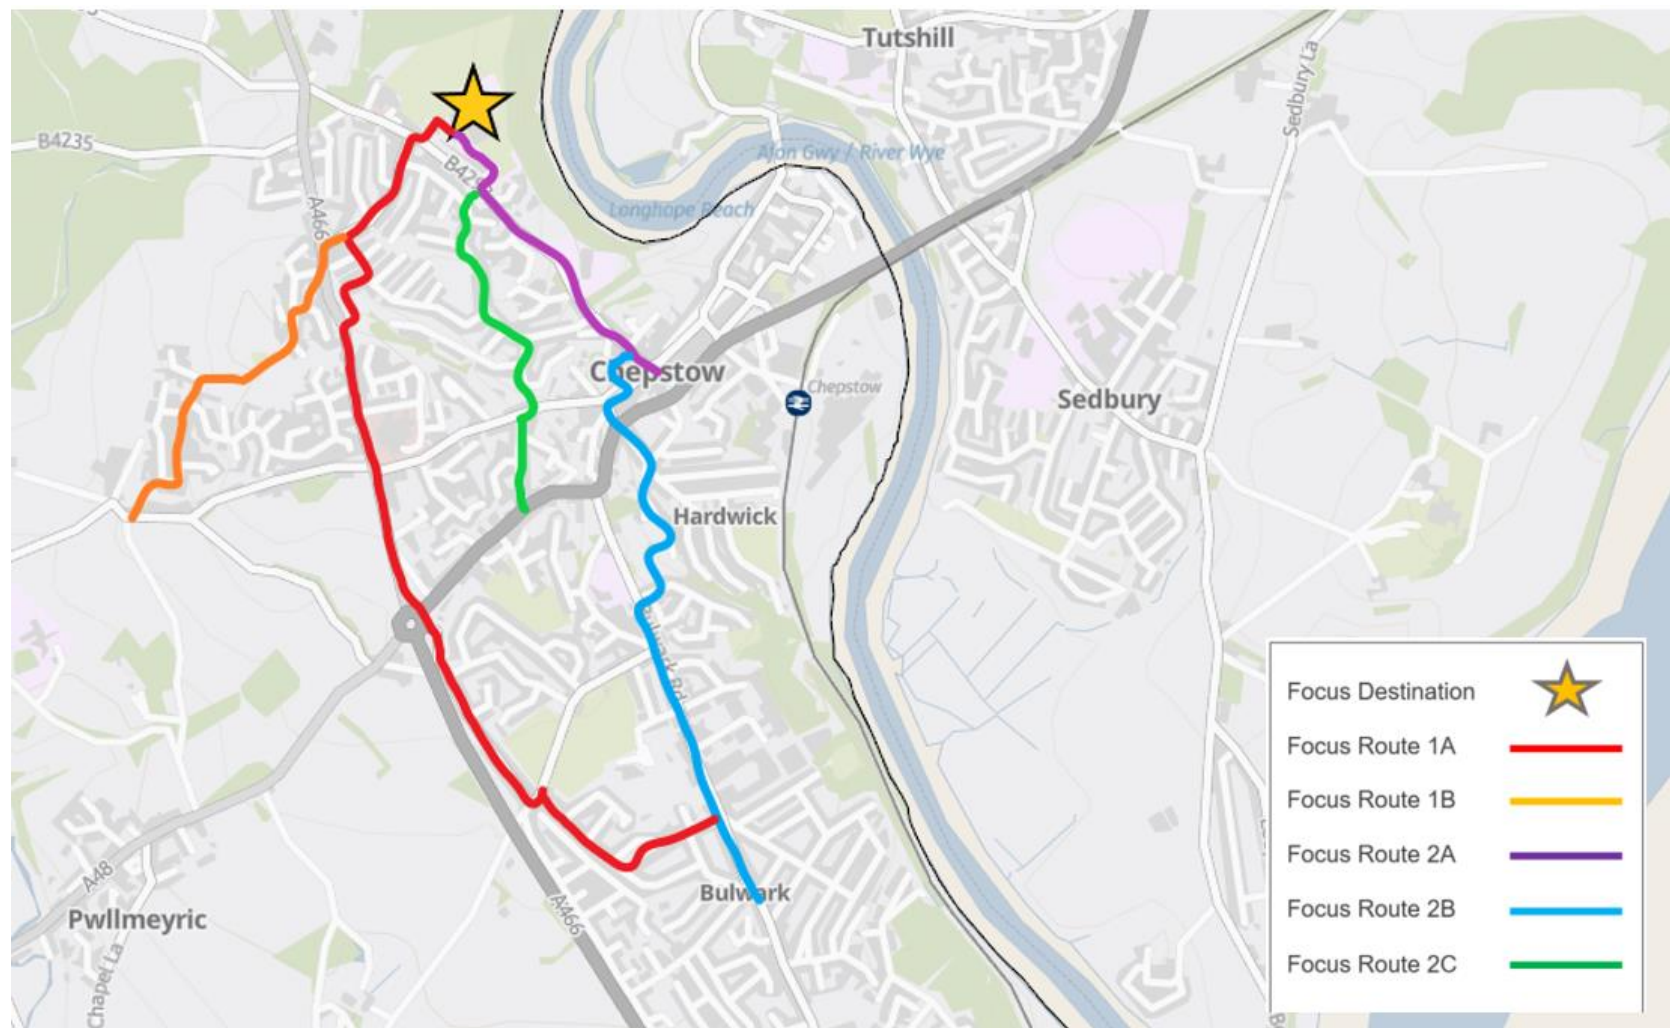 Tutshill
Sedbury La
B4235
Afon Gwy / River Wye
A466
Longhope Reach
Chepstow
Chepstow
Sedbury
Hardwick
Bulwark Rd
Focus Destination
Focus Route 1A
Focus Route 1B
Focus Route 2A
Focus Route 2B
Focus Route 2C
A48
Bulwark
A466
Pwllmeyric
Chapel La